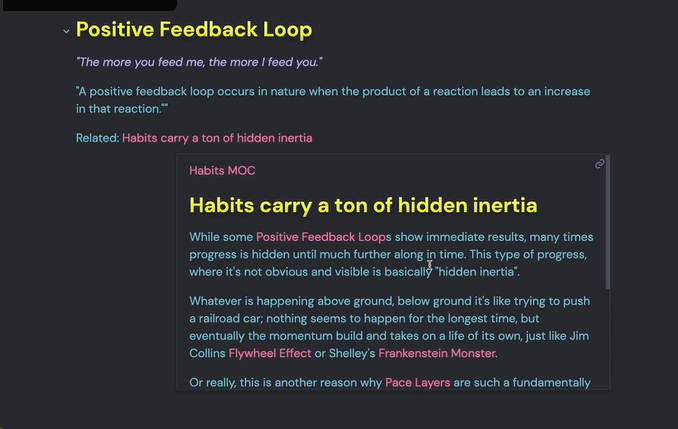 Positive Feedback Loop
"The more you feed me, the more I feed you."
"A positive feedback loop occurs in nature when the product of a reaction leads to an increase
in that reaction.""
Related: Habits carry a ton of hidden inertia
Habits MOC
Habits carry a ton of hidden inertia
While some Positive Feedback Loops show immediate results, many times
progress is hidden until much further along in time. This type of progress,
where it's not obvious and visible is basically "hidden inertia".
Whatever is happening above ground, below ground it's like trying to push
a railroad car; nothing seems to happen for the longest time, but
eventually the momentum build and takes on a life of its own, just like Jim
Collins Flywheel Effect or Shelley's Frankenstein Monster.
Or really, this is another reason why Pace Layers are such a fundamentally